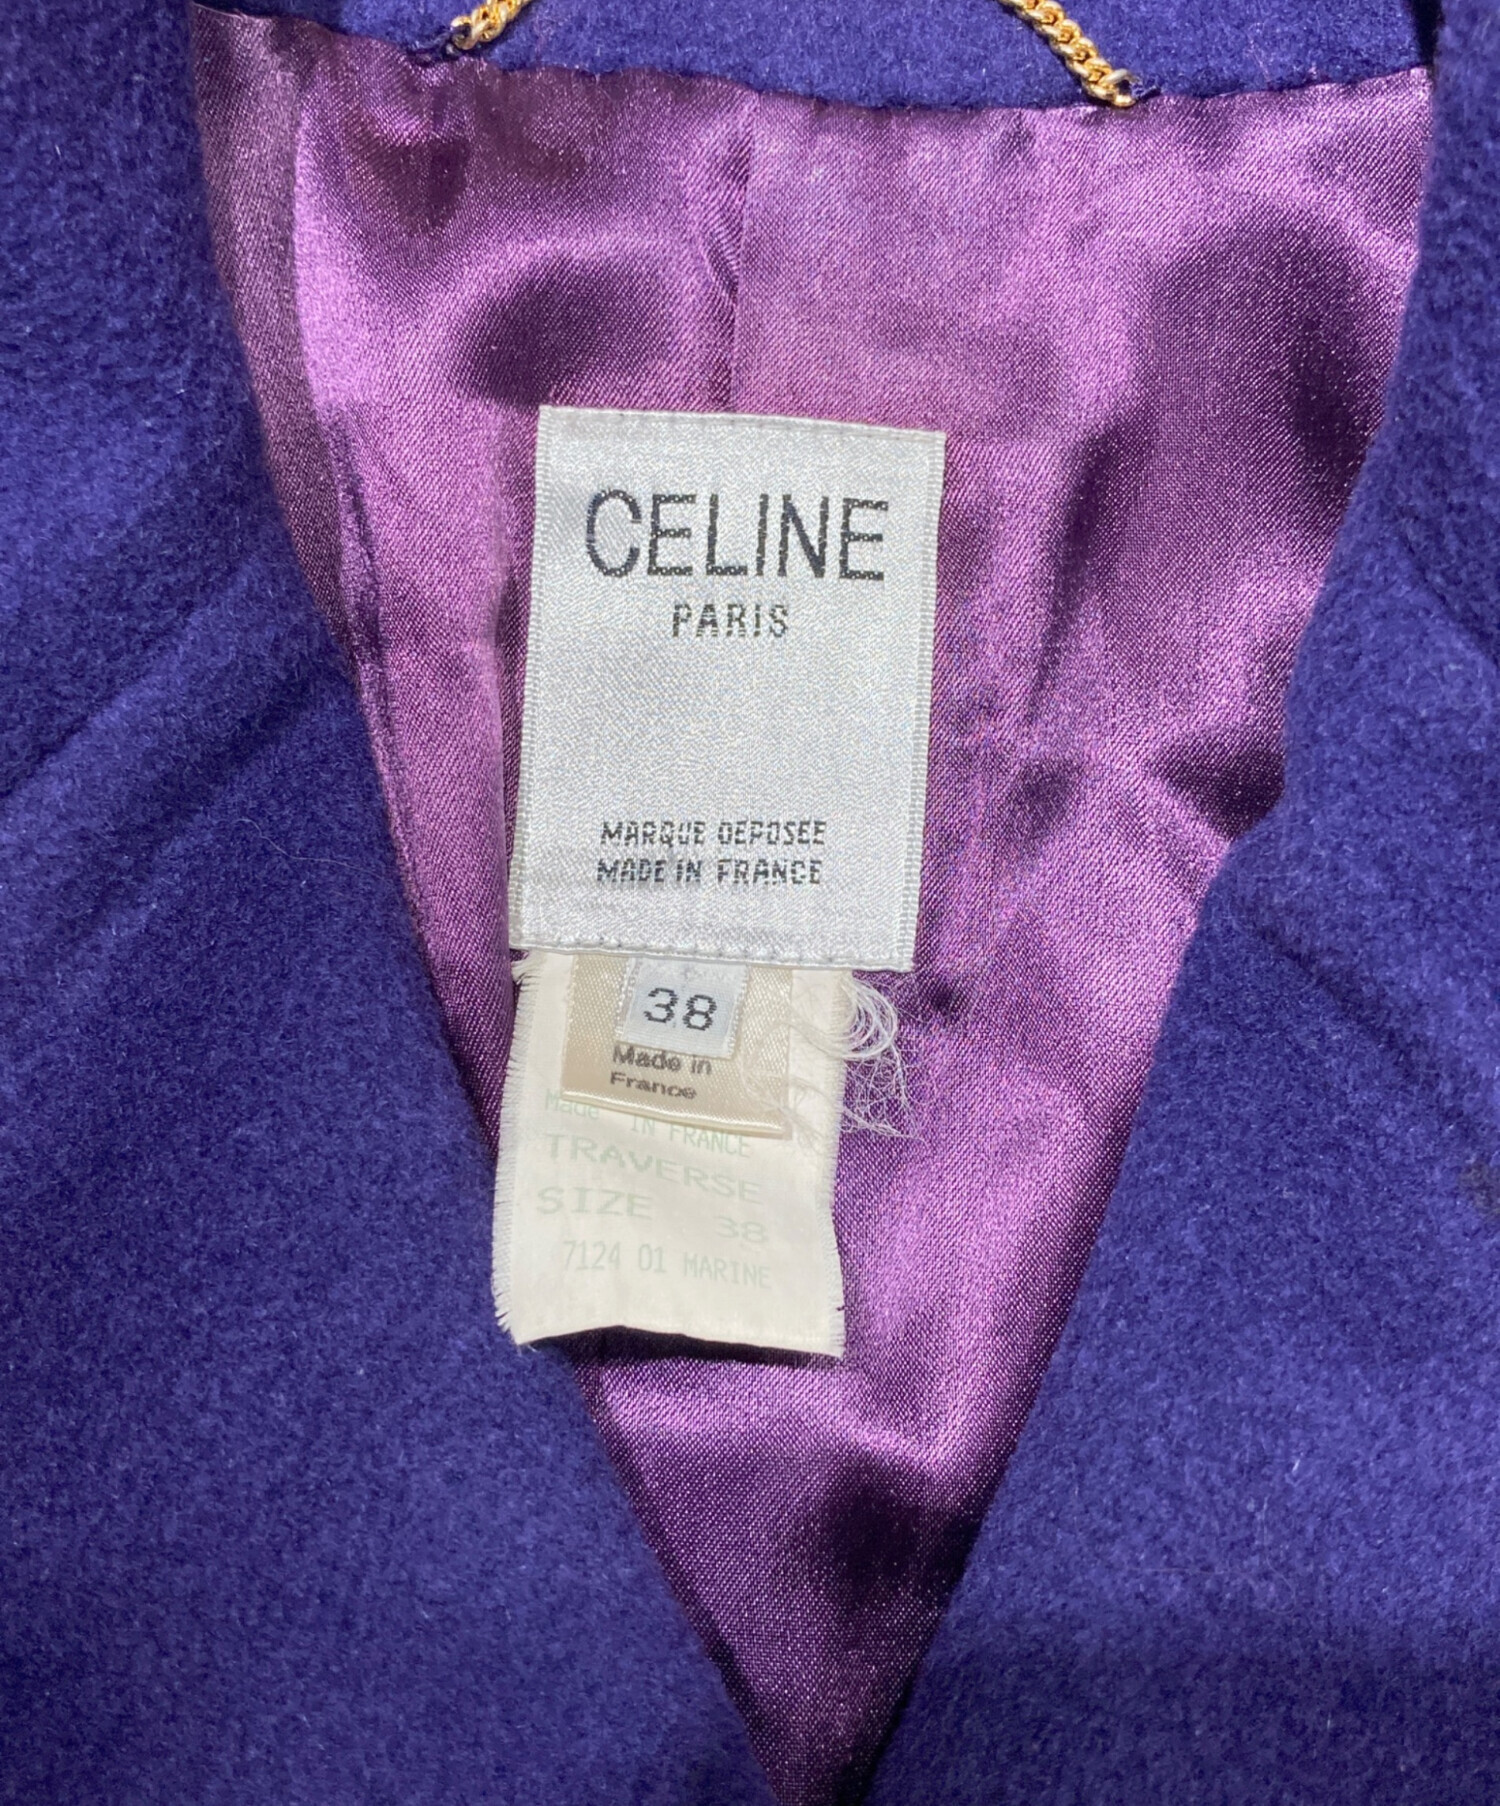 CELINE
PARIS
MARQUE DÉPOSÉE
MADE IN FRANCE
38
Made in
France
Made
IN FRANCE
TRAVERSE
SIZE 38
7124 01 MARINE